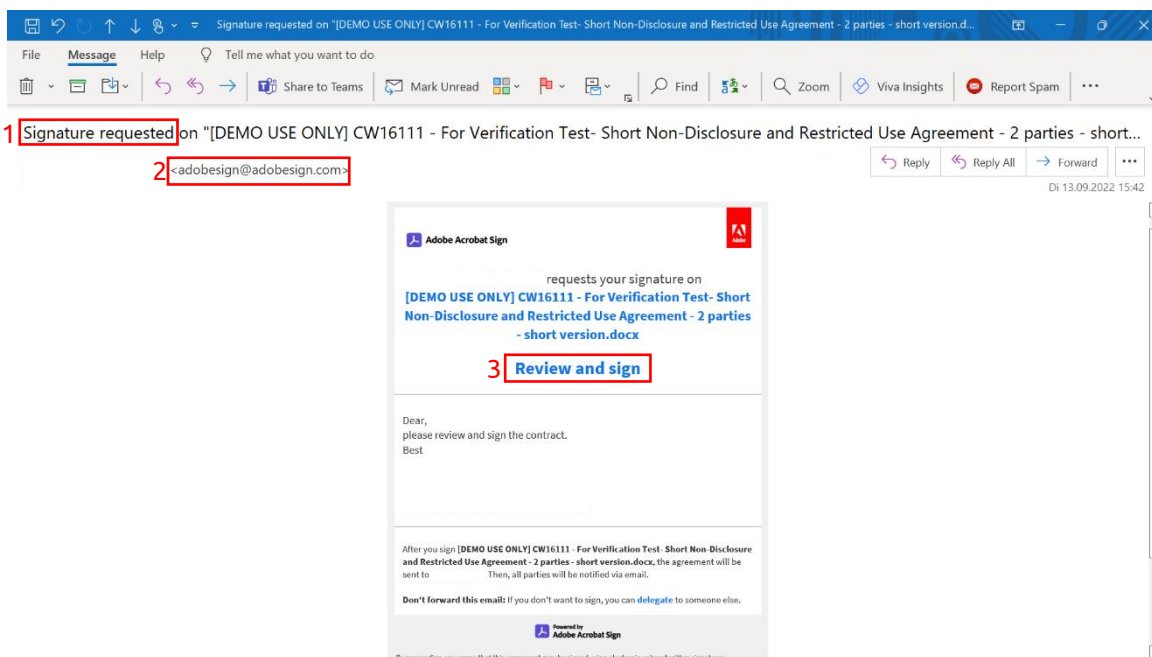 Signature requested on "[DEMO USE ONLY] CW16111 - For Verification Test- Short Non-Disclosure and Restricted Use Agreement - 2 parties - short version.d...
File Message Help Tell me what you want to do
Share to Teams Mark Unread Find Zoom Viva Insights Report Spam ...
1 Signature requested on "[DEMO USE ONLY] CW16111 - For Verification Test- Short Non-Disclosure and Restricted Use Agreement - 2 parties - short...
2 <adobesign@adobesign.com>
Reply Reply All Forward ...
Di 13.09.2022 15:42
Adobe Acrobat Sign
Adobe
requests your signature on
[DEMO USE ONLY] CW16111 - For Verification Test- Short
Non-Disclosure and Restricted Use Agreement - 2 parties
- short version.docx
3 Review and sign
Dear,
please review and sign the contract.
Best
After you sign [DEMO USE ONLY] CW16111 - For Verification Test- Short Non-Disclosure
and Restricted Use Agreement - 2 parties - short version.docx, the agreement will be
sent to Then, all parties will be notified via email.
Don't forward this email: If you don't want to sign, you can delegate to someone else.
Powered by
Adobe Acrobat Sign